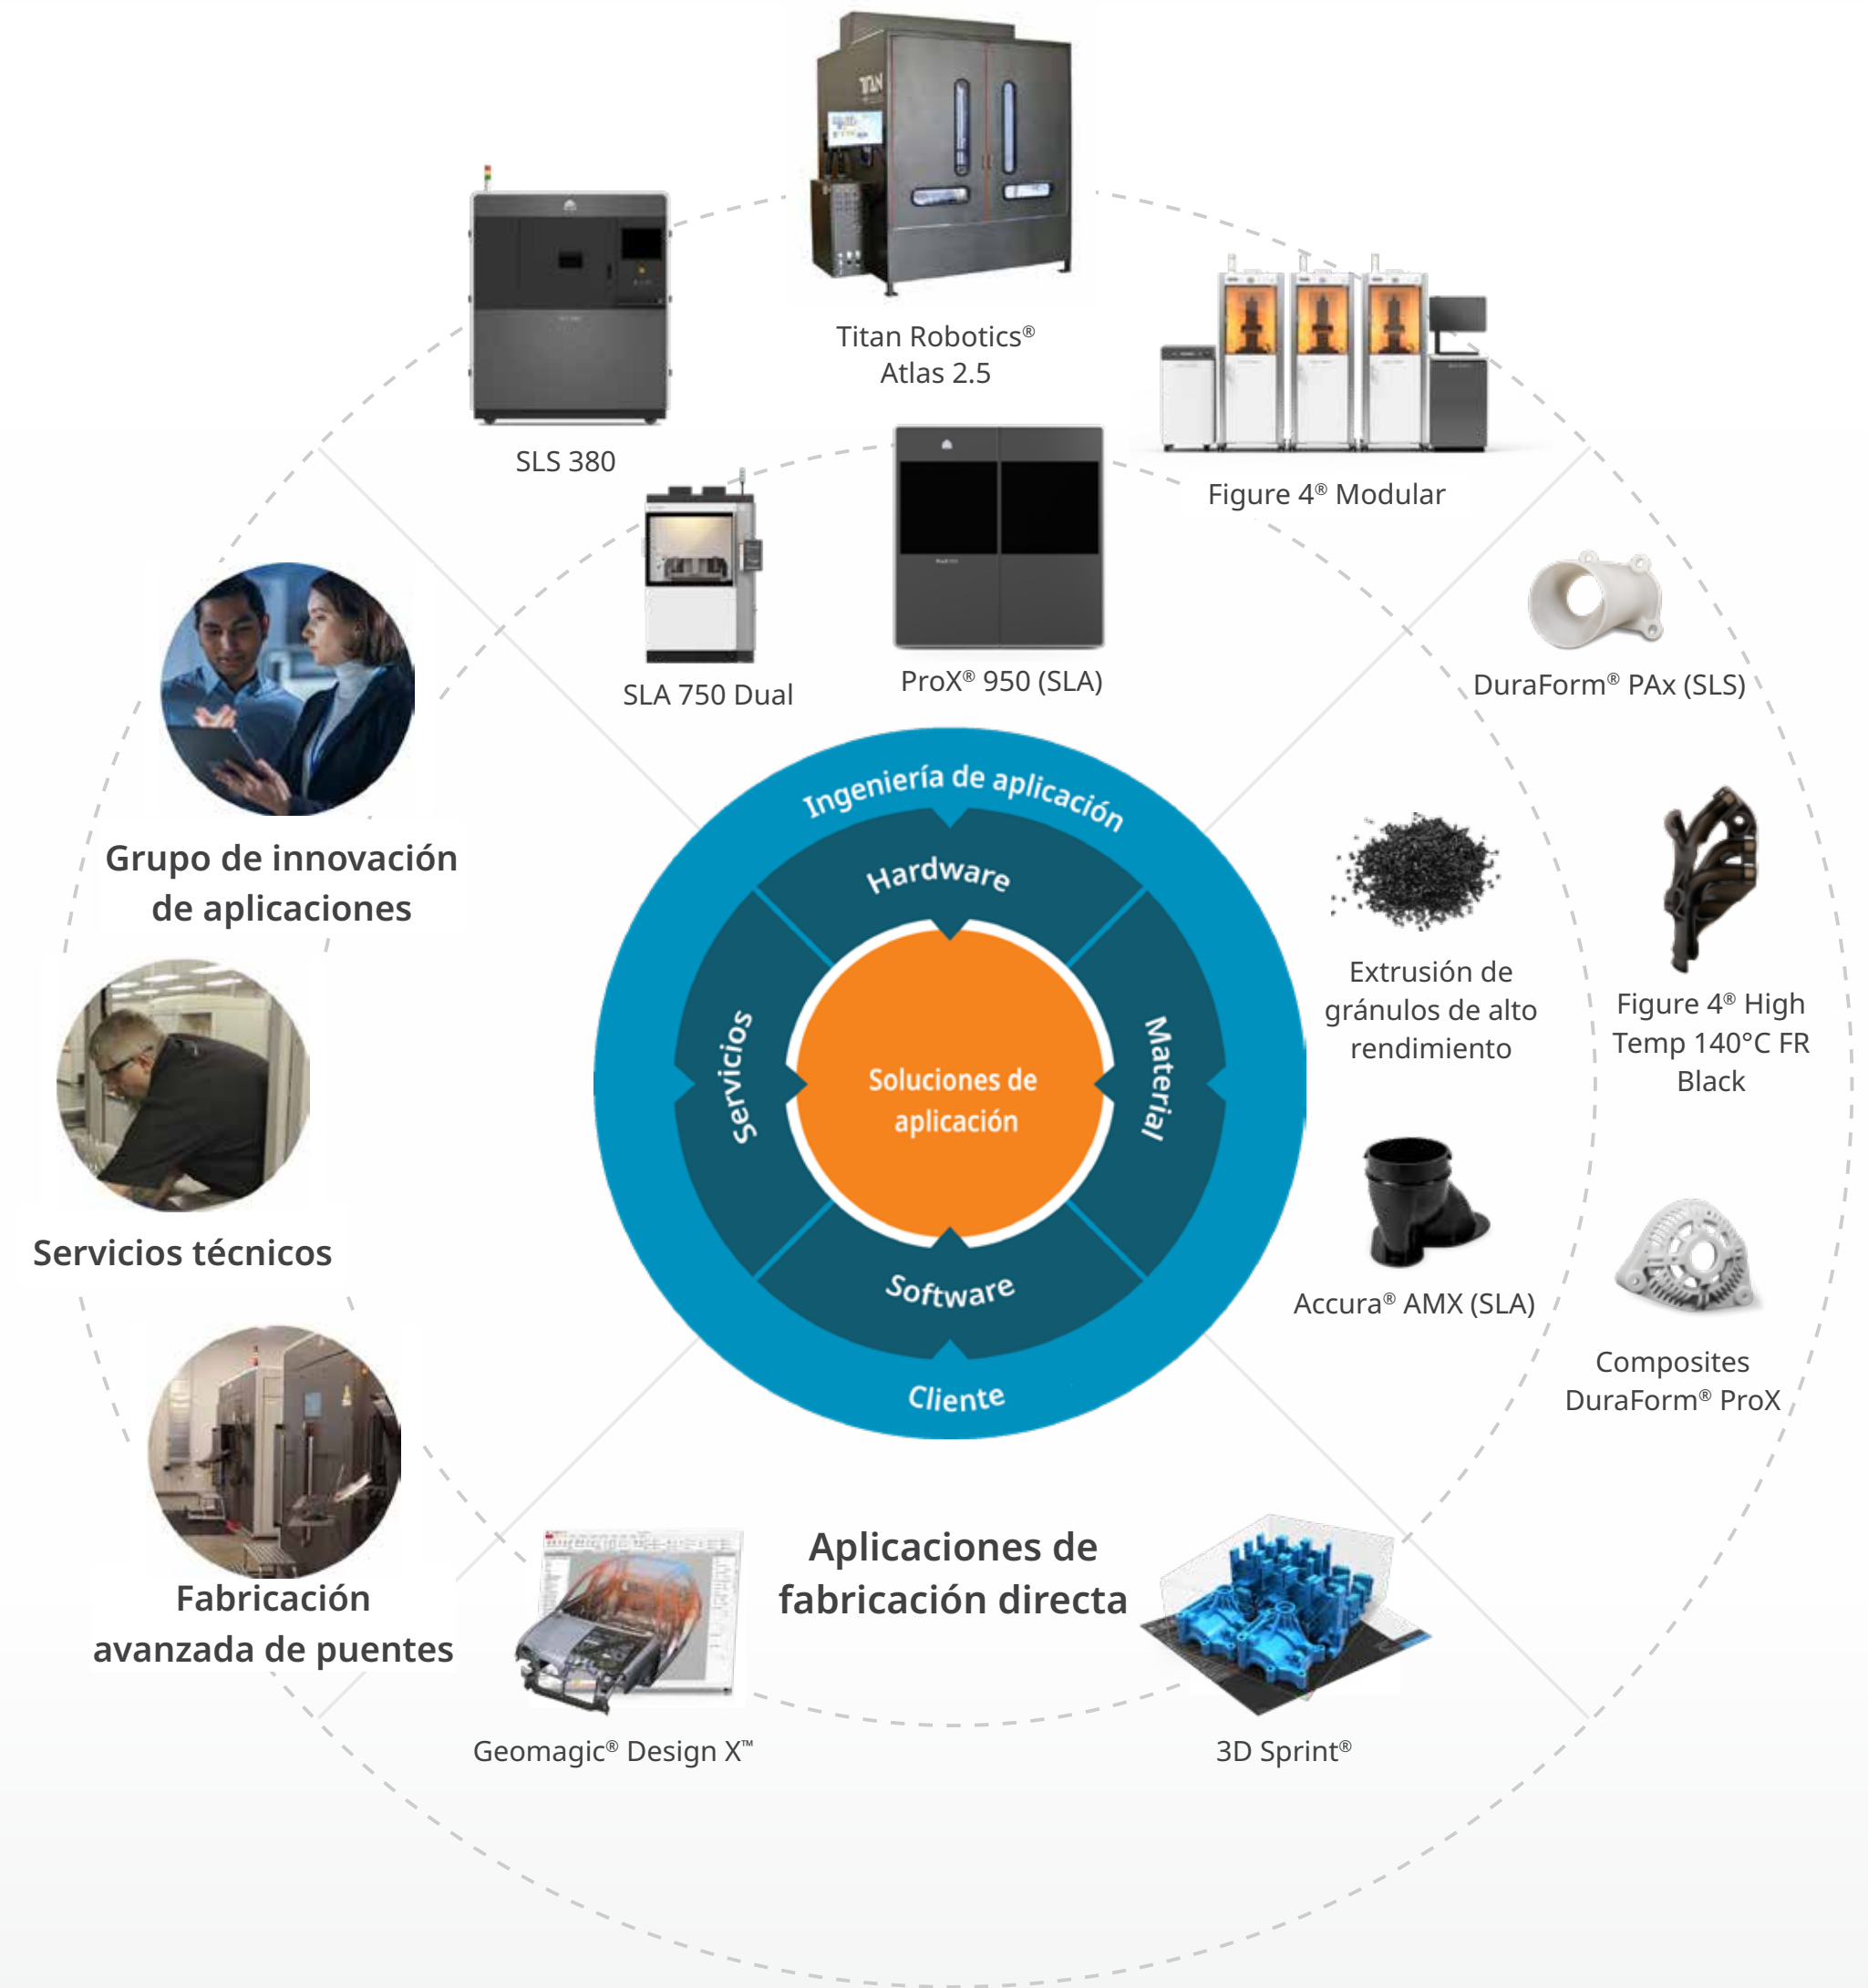 TITAN
Titan Robotics®
Atlas 2.5
SLS 380
Figure 4® Modular
SLA 750 Dual
ProX® 950 (SLA)
DuraForm® PAx (SLS)
Grupo de innovación
de aplicaciones
Ingeniería de aplicación
Hardware
Servicios
Soluciones de
aplicación
Material
Software
Cliente
Extrusión de
gránulos de alto
rendimiento
Figure 4® High
Temp 140°C FR
Black
Servicios técnicos
Accura® AMX (SLA)
Composites
DuraForm® ProX
Fabricación
avanzada de puentes
Aplicaciones de
fabricación directa
Geomagic® Design X™
3D Sprint®